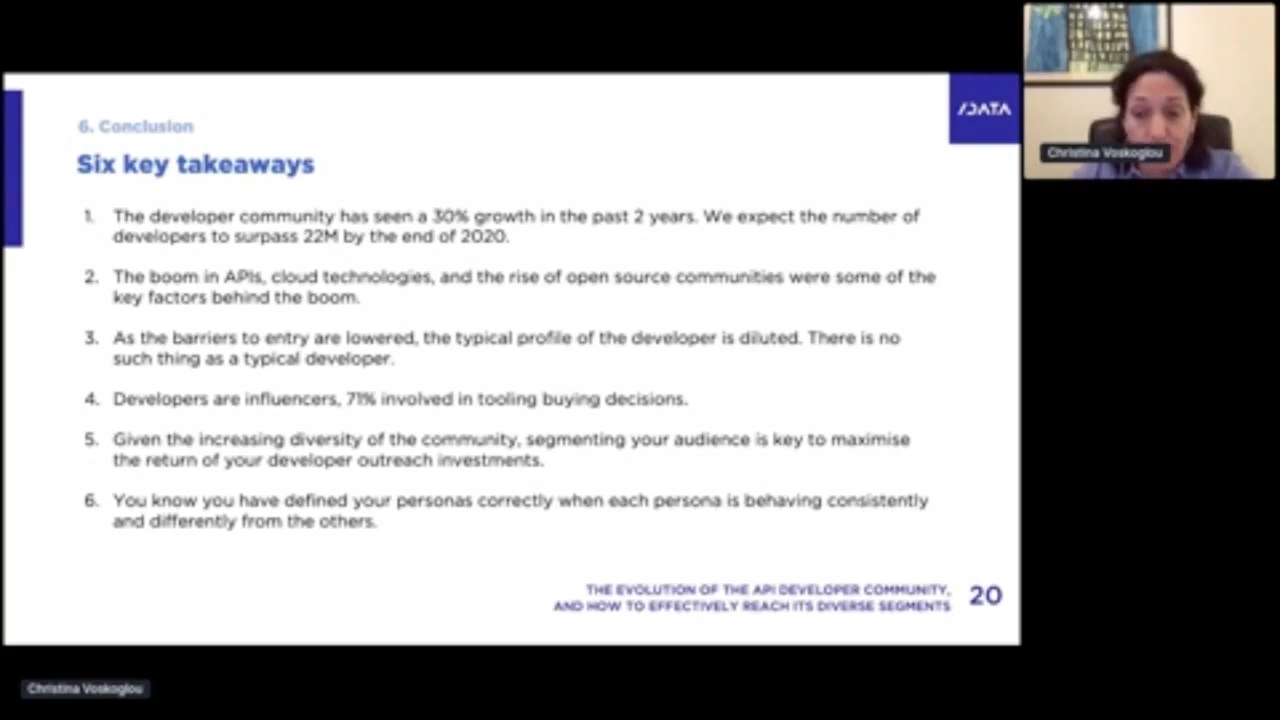 6. Conclusion
Six key takeaways
/DATA
Christina Voskoglou
1. The developer community has seen a 30% growth in the past 2 years. We expect the number of
developers to surpass 22M by the end of 2020.
2. The boom in APIs, cloud technologies, and the rise of open source communities were some of the
key factors behind the boom.
3. As the barriers to entry are lowered, the typical profile of the developer is diluted. There is no
such thing as a typical developer.
4. Developers are influencers, 71% involved in tooling buying decisions.
5. Given the increasing diversity of the community, segmenting your audience is key to maximise
the return of your developer outreach investments.
6. You know you have defined your personas correctly when each persona is behaving consistently
and differently from the others.
THE EVOLUTION OF THE API DEVELOPER COMMUNITY,
AND HOW TO EFFECTIVELY REACH ITS DIVERSE SEGMENTS
20
Christina Voskoglou